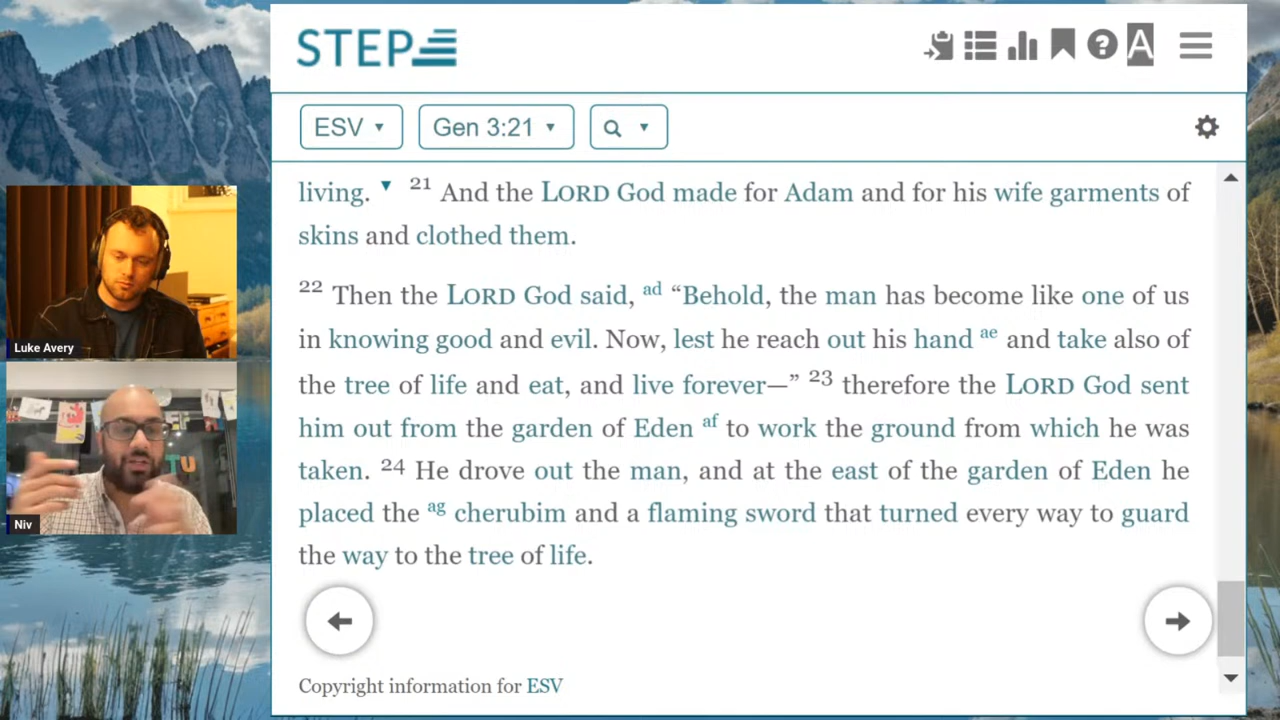 STEP
A
ESV ▼
Gen 3:21 ▼
living. ▼ 21 And the LORD God made for Adam and for his wife garments of
skins and clothed them.
22 Then the LORD God said, ad “Behold, the man has become like one of us
in knowing good and evil. Now, lest he reach out his hand ae and take also of
the tree of life and eat, and live forever—” 23 therefore the LORD God sent
him out from the garden of Eden af to work the ground from which he was
taken. 24 He drove out the man, and at the east of the garden of Eden he
placed the ag cherubim and a flaming sword that turned every way to guard
the way to the tree of life.
Copyright information for ESV
Luke Avery
TU
Niv